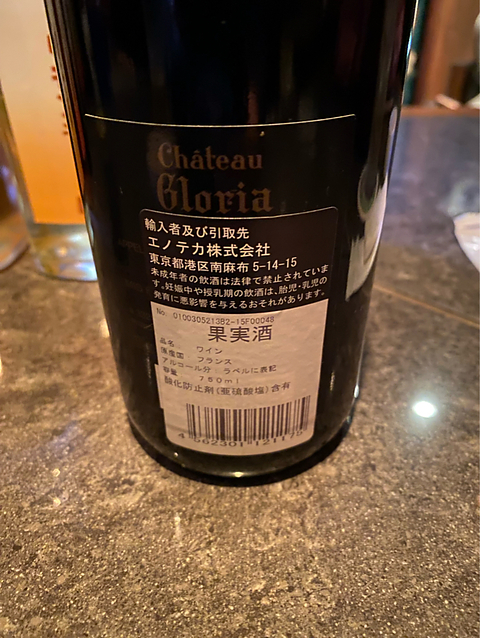 Château
Gloria
輸入者及び引取先
エノテカ株式会社
東京都港区南麻布 5-14-15
未成年者の飲酒は法律で禁止されていま
す。妊娠中や授乳期の飲酒は、胎児・乳児の
発育に悪影響を与えるおそれがあります。
No. 0100305213B2-15F00048
果実酒
品名 ワイン
原産国 フランス
アルコール分 ラベルに表記
容量 750ml
酸化防止剤(亜硫酸塩)含有
4 562301 121175